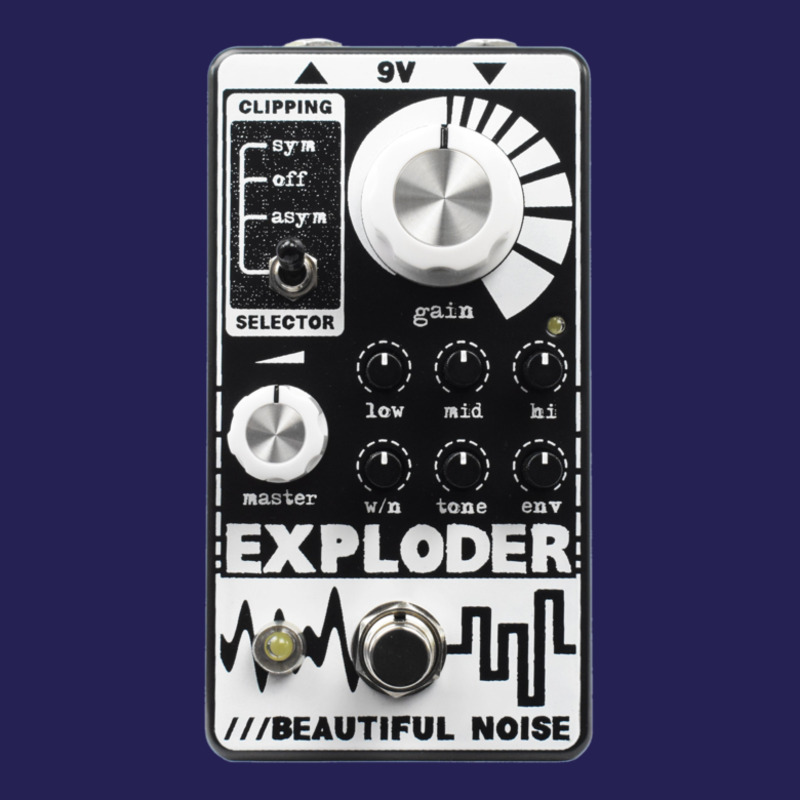 9V
CLIPPING
sym
off
asym
SELECTOR
gain
low mid hi
master
w/n tone env
EXPLODER
///BEAUTIFUL NOISE